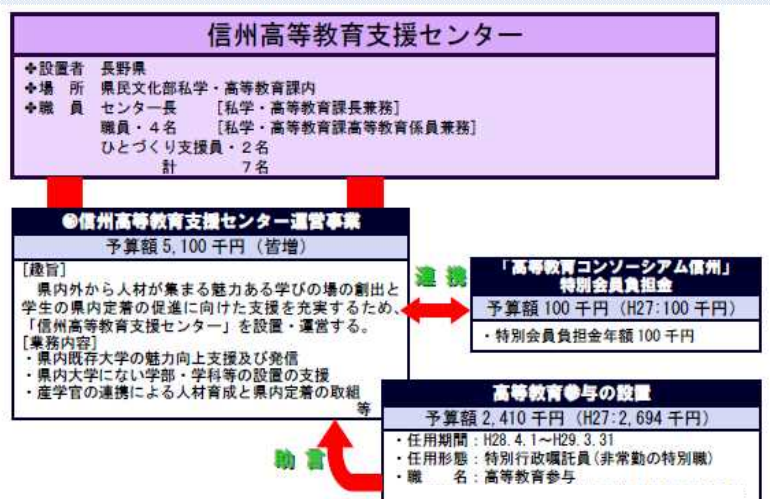 信州高等教育支援センター
❖設置者　長野県
❖場　所　県民文化部私学・高等教育課内
❖職　員　センター長　　[私学・高等教育課長兼務]
職員・４名　　[私学・高等教育課高等教育係員兼務]
ひとづくり支援員・２名
計　　　７名
信州高等教育支援センター運営事業
予算額 5,100 千円（皆増）
[趣旨]
県内外から人材が集まる魅力ある学びの場の創出と
学生の県内定着の促進に向けた支援を充実するため、
「信州高等教育支援センター」を設置・運営する。
[業務内容]
・県内既存大学の魅力向上支援及び発信
・県内大学にない学部・学科等の設置の支援
・産学官の連携による人材育成と県内定着の取組
等
連携
「高等教育コンソーシアム信州」
特別会員負担金
予算額 100 千円（H27:100 千円）
・特別会員負担金年額 100 千円
助言
高等教育参与の設置
予算額 2,410 千円（H27:2,694 千円）
・任用期間：H28.4.1～H29.3.31
・任用形態：特別行政嘱託員(非常勤の特別職)
・職　　名：高等教育参与